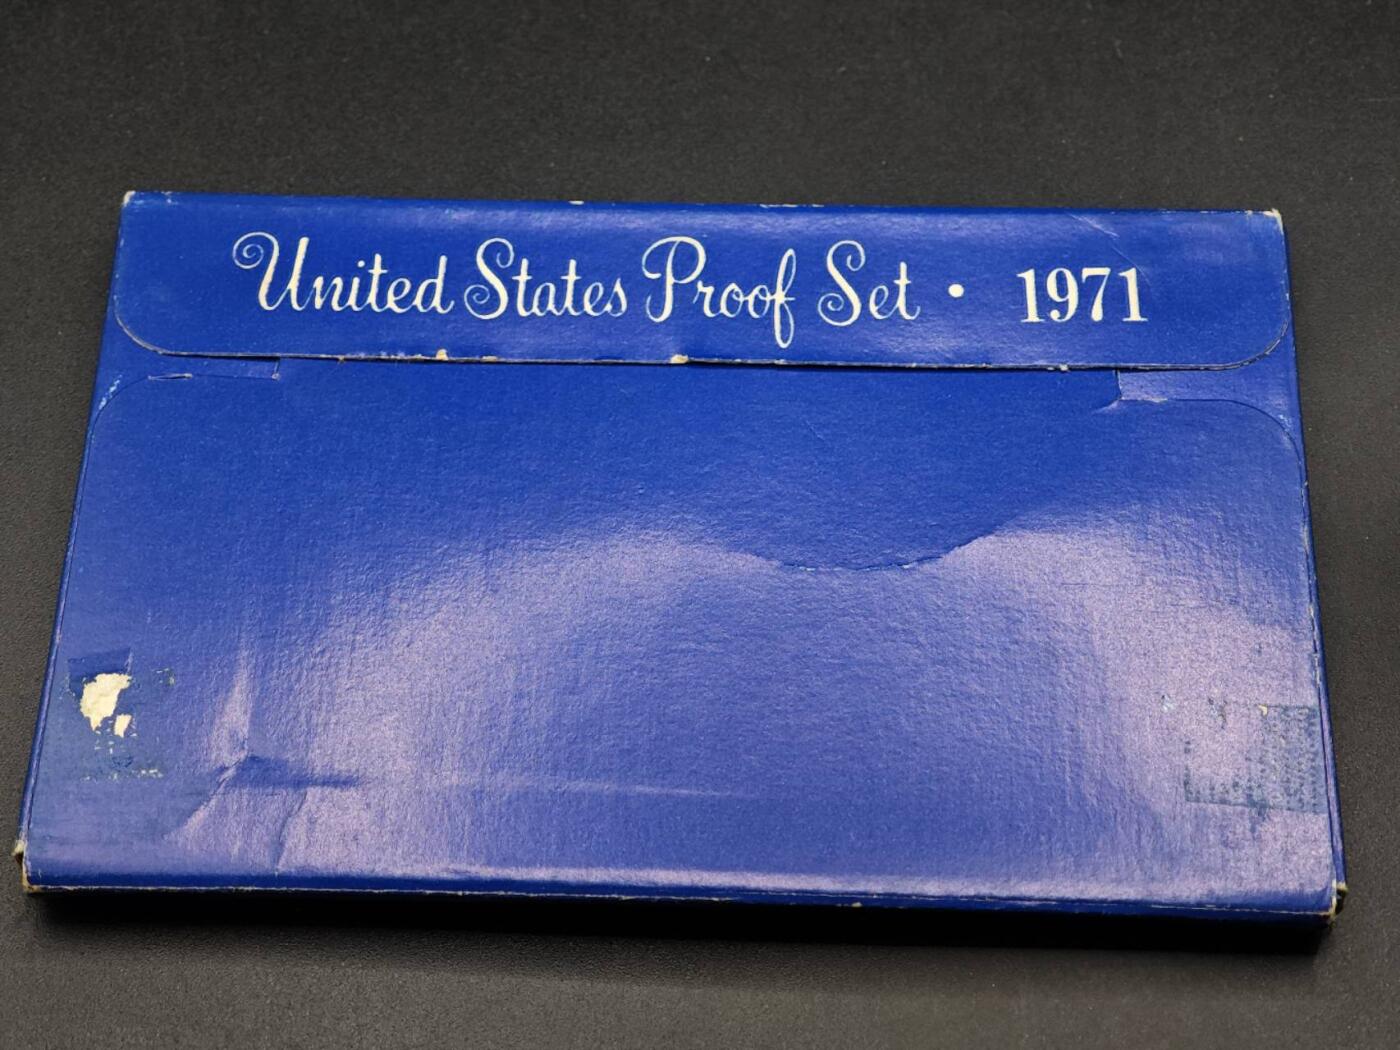 United States Proof Set • 1971